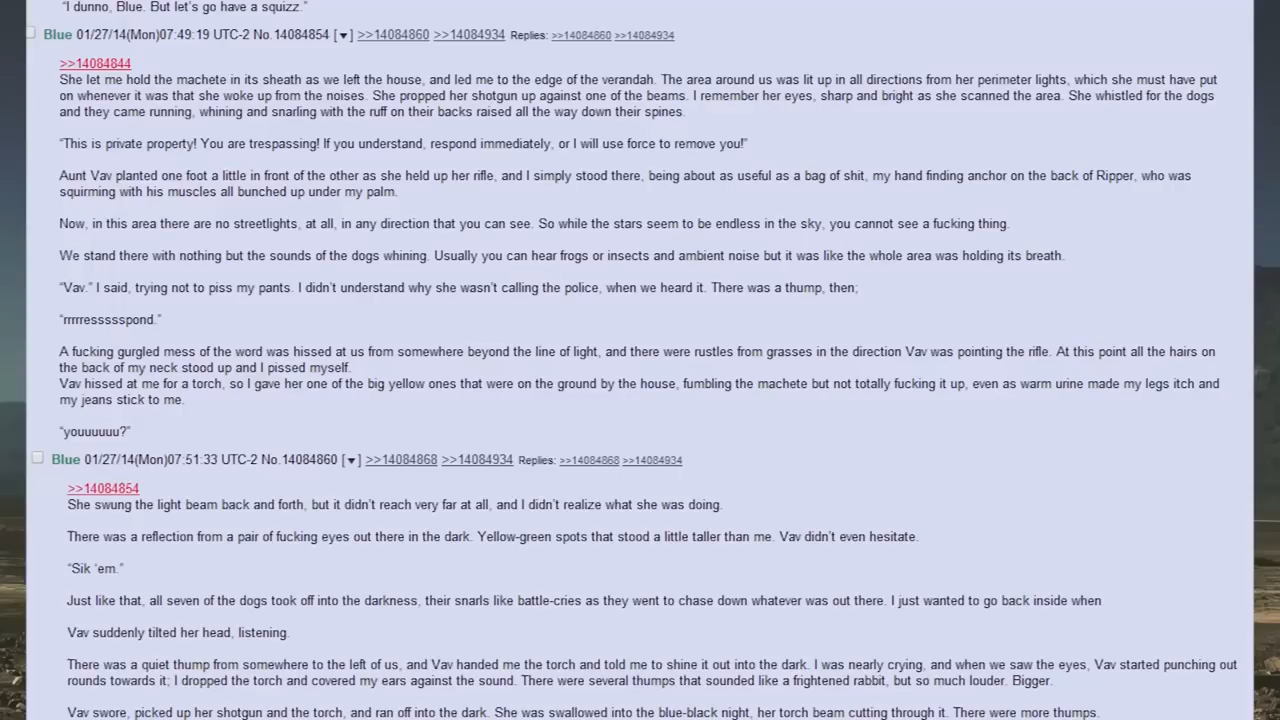 “I dunno, Blue. But let’s go have a squizz.”
Blue 01/27/14(Mon)07:49:19 UTC-2 No.14084854 [▼] >>14084860 >>14084934 Replies: >>14084860 >>14084934
>>14084844
She let me hold the machete in its sheath as we left the house, and led me to the edge of the verandah. The area around us was lit up in all directions from her perimeter lights, which she must have put
on whenever it was that she woke up from the noises. She propped her shotgun up against one of the beams. I remember her eyes, sharp and bright as she scanned the area. She whistled for the dogs
and they came running, whining and snarling with the ruff on their backs raised all the way down their spines.
“This is private property! You are trespassing! If you understand, respond immediately, or I will use force to remove you!”
Aunt Vav planted one foot a little in front of the other as she held up her rifle, and I simply stood there, being about as useful as a bag of shit, my hand finding anchor on the back of Ripper, who was
squirming with his muscles all bunched up under my palm.
Now, in this area there are no streetlights, at all, in any direction that you can see. So while the stars seem to be endless in the sky, you cannot see a fucking thing.
We stand there with nothing but the sounds of the dogs whining. Usually you can hear frogs or insects and ambient noise but it was like the whole area was holding its breath.
“Vav.” I said, trying not to piss my pants. I didn’t understand why she wasn’t calling the police, when we heard it. There was a thump, then;
“rrrrressssspond.”
A fucking gurgled mess of the word was hissed at us from somewhere beyond the line of light, and there were rustles from grasses in the direction Vav was pointing the rifle. At this point all the hairs on
the back of my neck stood up and I pissed myself.
Vav hissed at me for a torch, so I gave her one of the big yellow ones that were on the ground by the house, fumbling the machete but not totally fucking it up, even as warm urine made my legs itch and
my jeans stick to me.
“youuuuuu?”
Blue 01/27/14(Mon)07:51:33 UTC-2 No.14084860 [▼] >>14084868 >>14084934 Replies: >>14084868 >>14084934
>>14084854
She swung the light beam back and forth, but it didn’t reach very far at all, and I didn’t realize what she was doing.
There was a reflection from a pair of fucking eyes out there in the dark. Yellow-green spots that stood a little taller than me. Vav didn’t even hesitate.
“Sik ‘em.”
Just like that, all seven of the dogs took off into the darkness, their snarls like battle-cries as they went to chase down whatever was out there. I just wanted to go back inside when
Vav suddenly tilted her head, listening.
There was a quiet thump from somewhere to the left of us, and Vav handed me the torch and told me to shine it out into the dark. I was nearly crying, and when we saw the eyes, Vav started punching out
rounds towards it; I dropped the torch and covered my ears against the sound. There were several thumps that sounded like a frightened rabbit, but so much louder. Bigger.
Vav swore, picked up her shotgun and the torch, and ran off into the dark. She was swallowed into the blue-black night, her torch beam cutting through it. There were more thumps.